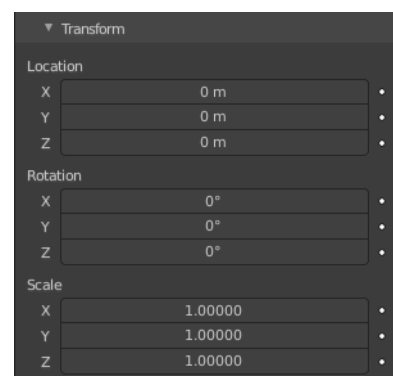 Transform
Location
X 0 m
Y 0 m
Z 0 m
Rotation
X 0°
Y 0°
Z 0°
Scale
X 1.00000
Y 1.00000
Z 1.00000